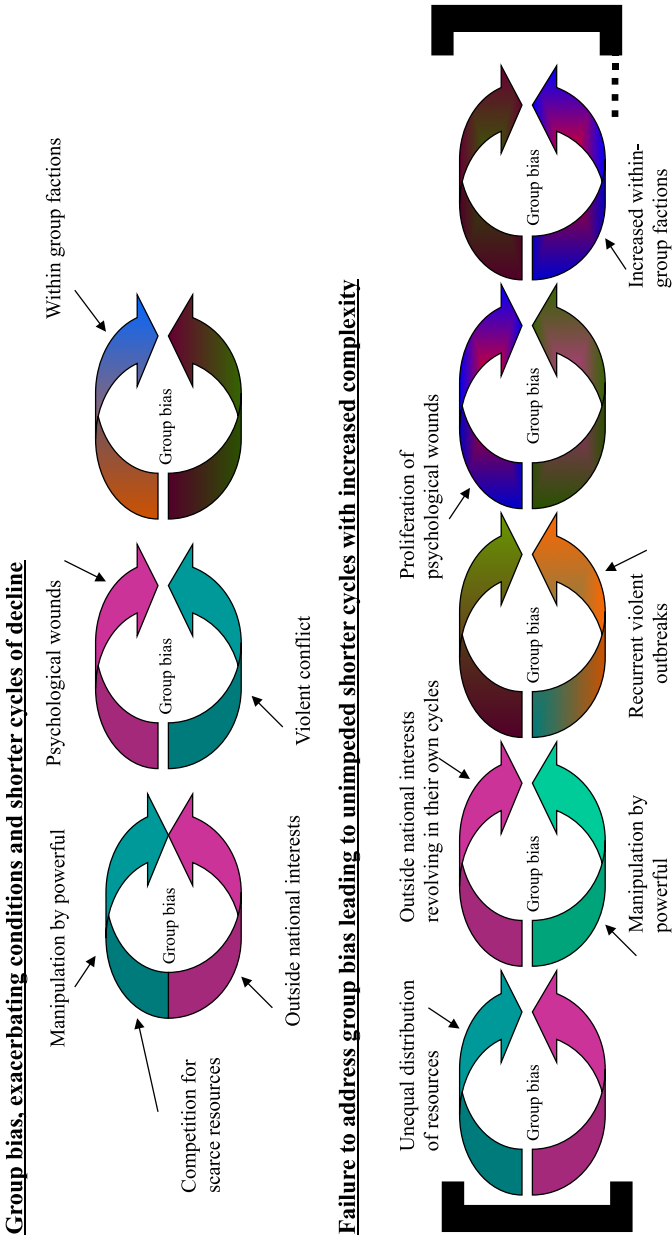 Group bias, exacerbating conditions and shorter cycles of decline
Manipulation by powerful
Psychological wounds
Within group factions
Group bias
Group bias
Group bias
Competition for
scarce resources
Outside national interests
Violent conflict
Failure to address group bias leading to unimpeded shorter cycles with increased complexity
Unequal distribution
of resources
Outside national interests
revolving in their own cycles
Proliferation of
psychological wounds
Group bias
Group bias
Group bias
Group bias
Group bias
Manipulation by
powerful
Recurrent violent
outbreaks
Increased within-
group factions